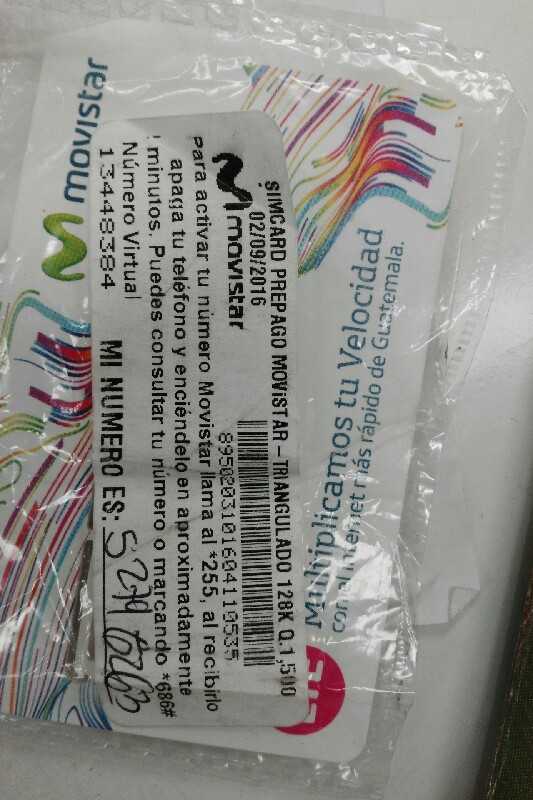 movistar
Multiplicamos tu Velocidad
con el Internet más rápido de Guatemala.
SIMCARD PREPAGO MOVISTAR - TRIANGULADO 128K Q.1,500
02/09/2016
movistar
8950203101604119535
Para activar tu número Movistar llama al *255, al recibirlo
apaga tu teléfono y enciéndelo en aproximadamente
minutos. Puedes consultar tu número o marcando *686#
Número Virtual
13448384
MI NUMERO ES: